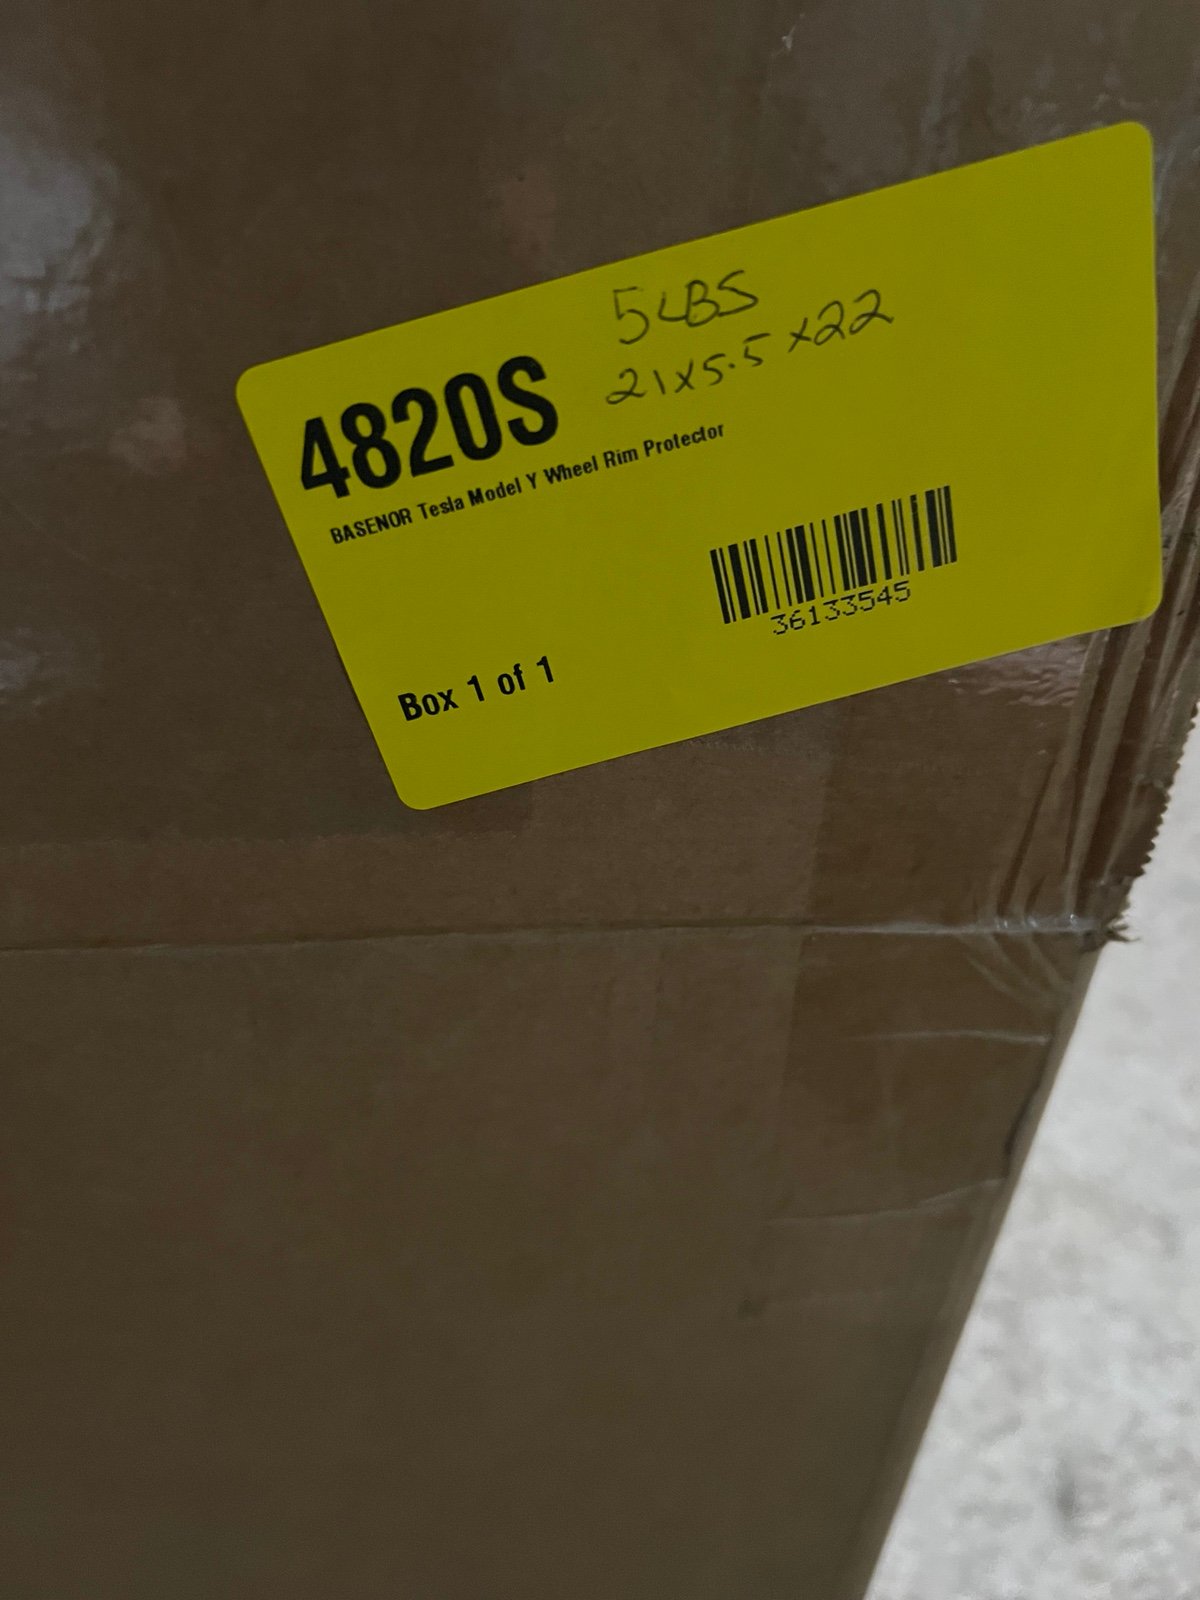 5LBS
21x5.5x22
4820S
BASENOR Tesla Model Y Wheel Rim Protector
36133545
Box 1 of 1